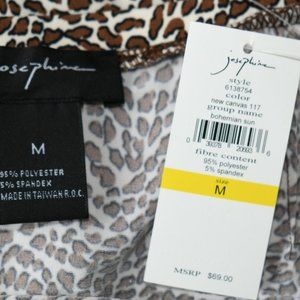 josephine
M
95% POLYESTER
5% SPANDEX
MADE IN TAIWAN R.O.C.
josephine
style
6138754
color
new canvas 117
group name
bohemian sun
fibre content
95% polyester
5% spandex
size
M
MSRP $69.00